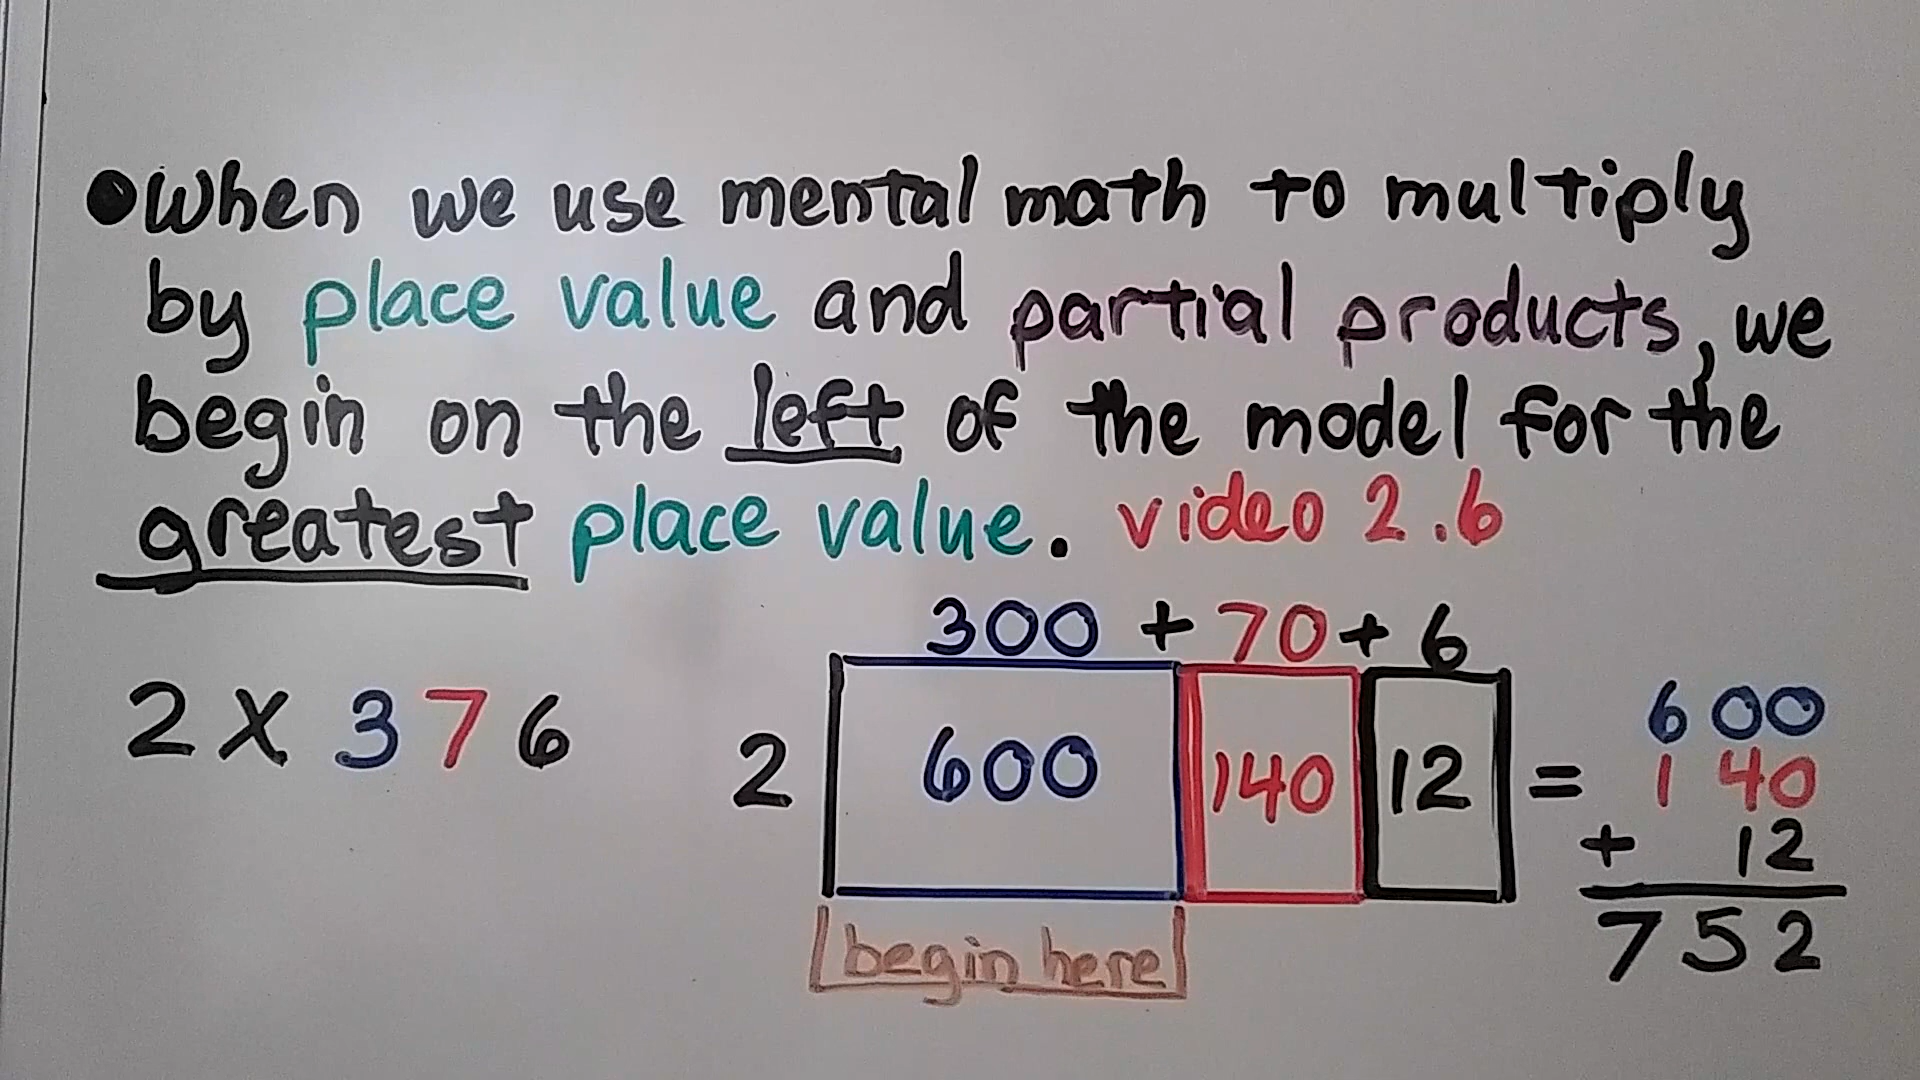 ●When we use mental math to multiply
by place value and partial products, we
begin on the left of the model for the
greatest place value. video 2.6
300 + 70 + 6
2 X 376
2
600
140
12
=
600
140
+ 12
752
begin here